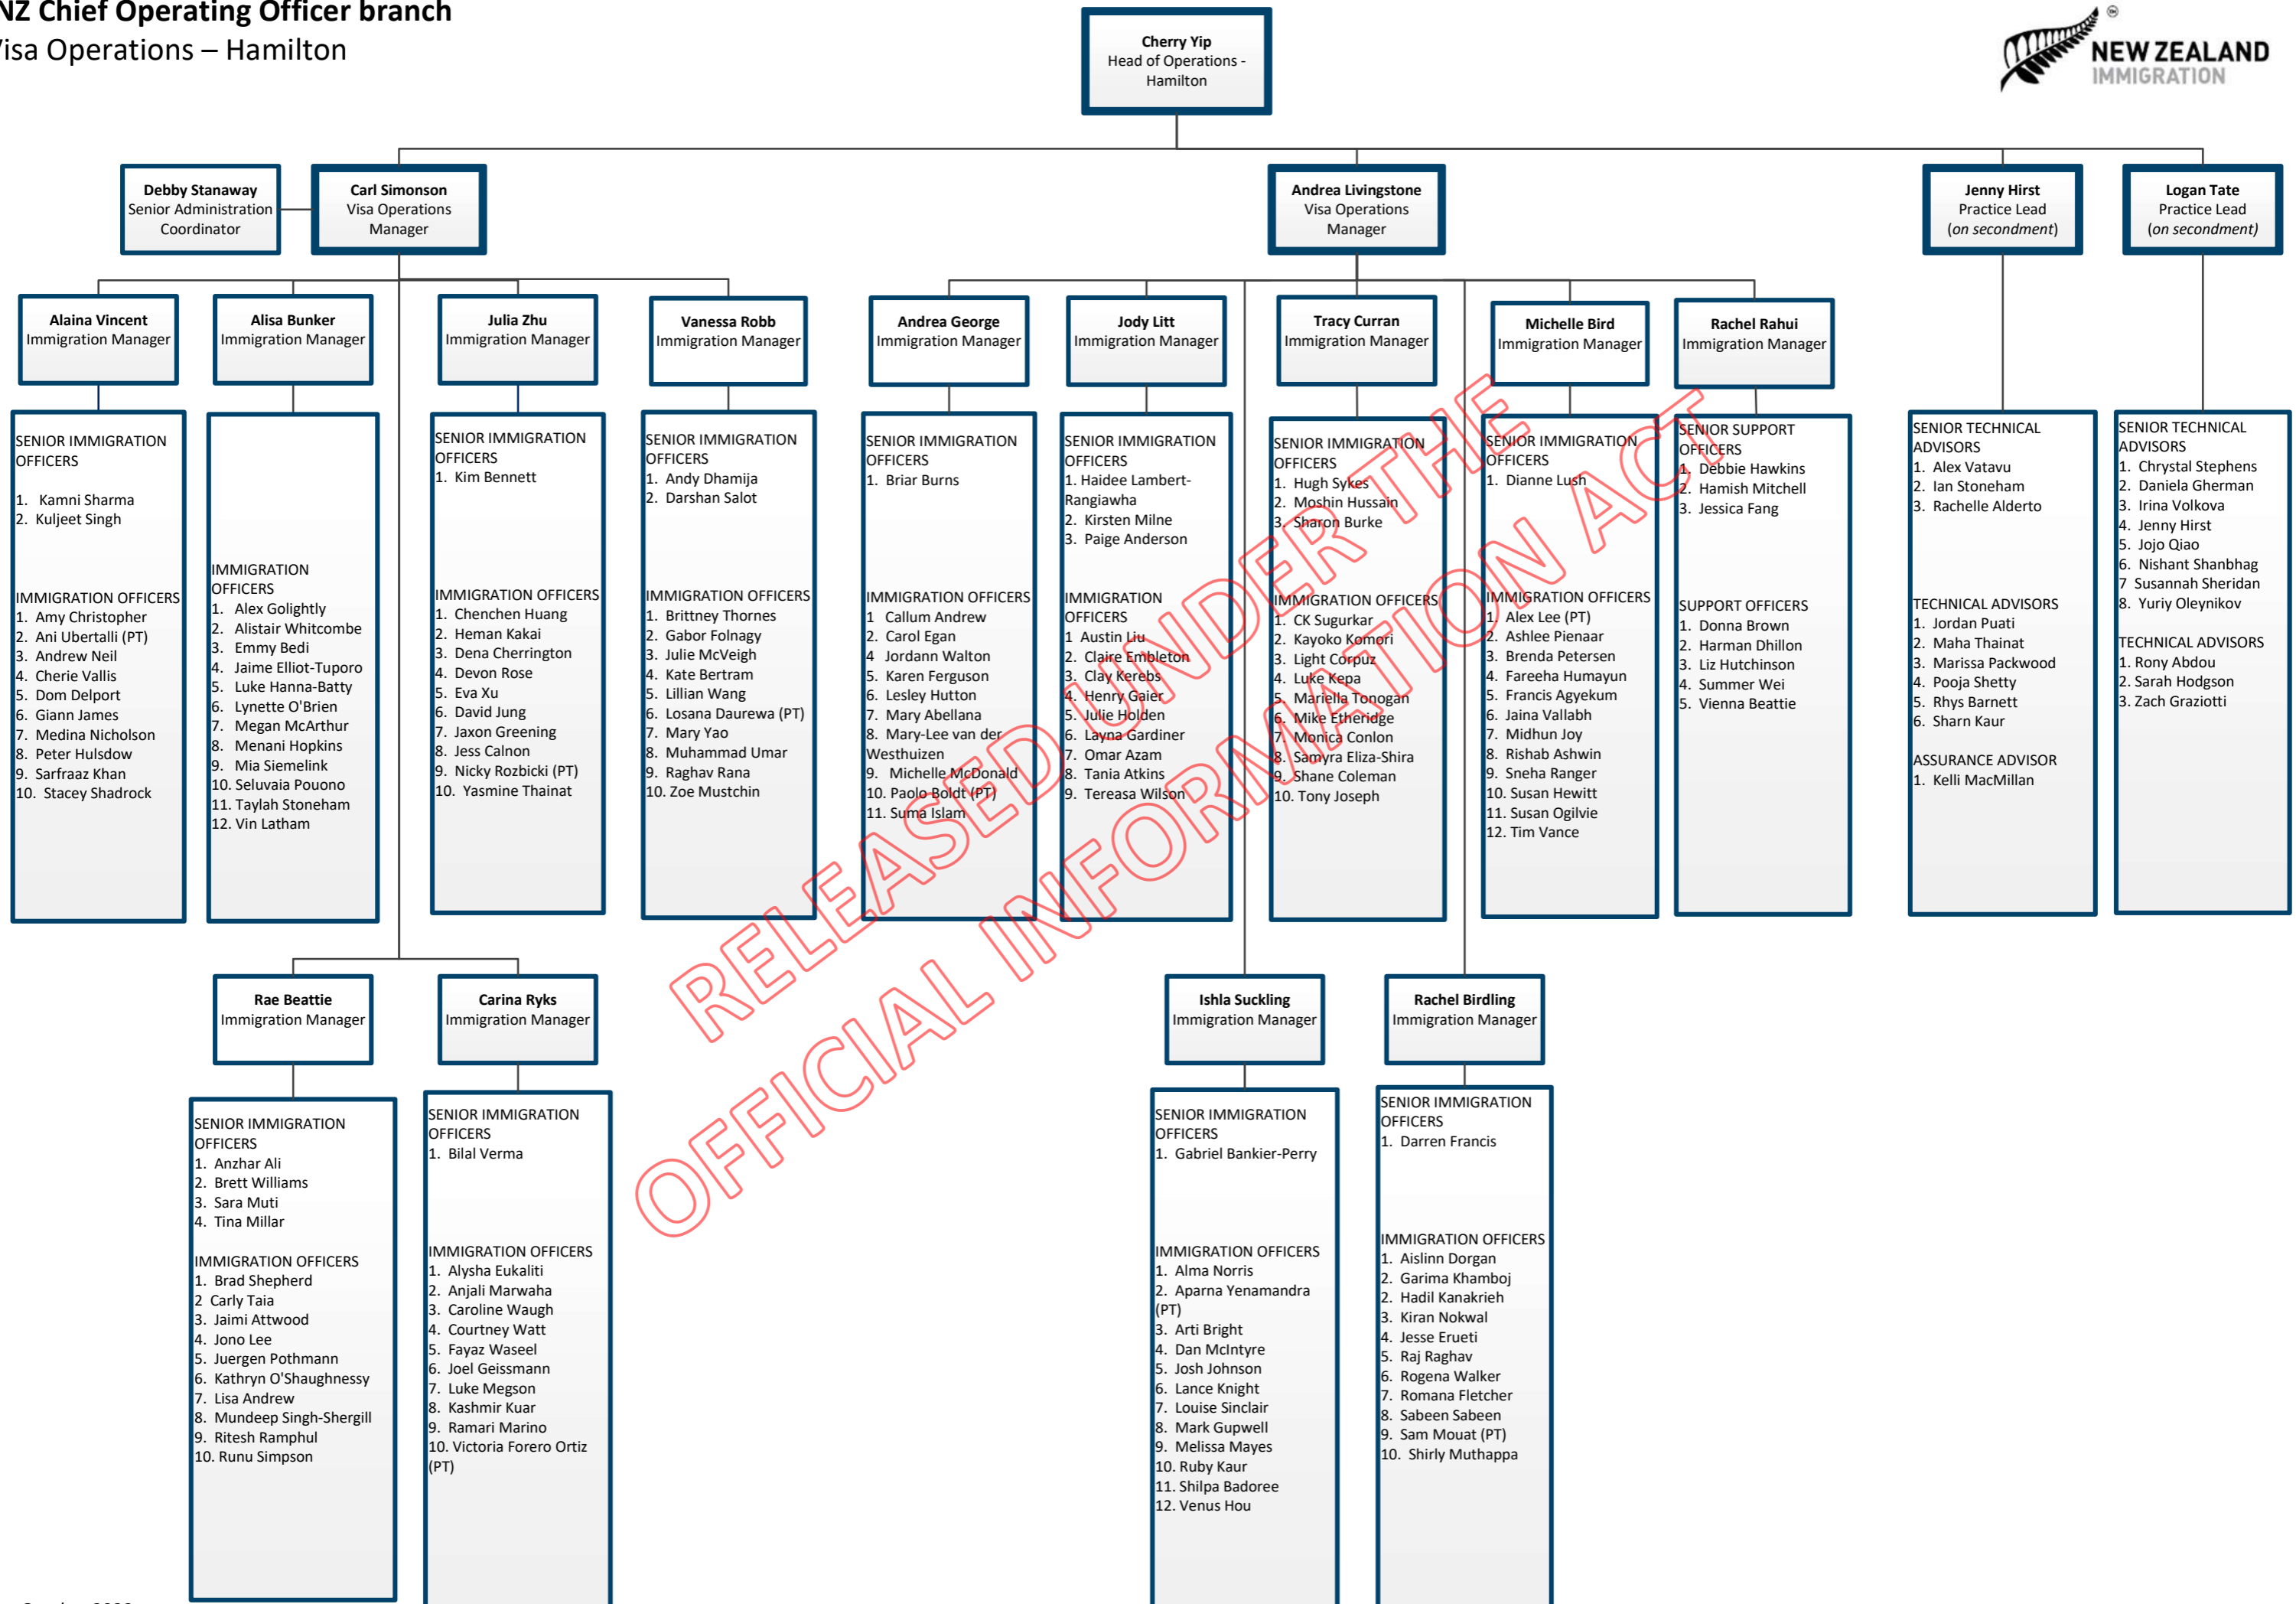 NZ Chief Operating Officer branch
Visa Operations – Hamilton
NEW ZEALAND
IMMIGRATION
Cherry Yip
Head of Operations -
Hamilton
Debby Stanaway
Senior Administration
Coordinator
Carl Simonson
Visa Operations
Manager
Andrea Livingstone
Visa Operations
Manager
Jenny Hirst
Practice Lead
(on secondment)
Logan Tate
Practice Lead
(on secondment)
Alaina Vincent
Immigration Manager
Alisa Bunker
Immigration Manager
Julia Zhu
Immigration Manager
Vanessa Robb
Immigration Manager
Andrea George
Immigration Manager
Jody Litt
Immigration Manager
Tracy Curran
Immigration Manager
Michelle Bird
Immigration Manager
Rachel Rahui
Immigration Manager
SENIOR IMMIGRATION
OFFICERS
1. Kamni Sharma
2. Kuljeet Singh
IMMIGRATION OFFICERS
1. Amy Christopher
2. Ani Ubertalli (PT)
3. Andrew Neil
4. Cherie Vallis
5. Dom Delport
6. Giann James
7. Medina Nicholson
8. Peter Hulsdow
9. Sarfraaz Khan
10. Stacey Shadrock
IMMIGRATION
OFFICERS
1. Alex Golightly
2. Alistair Whitcombe
3. Emmy Bedi
4. Jaime Elliot-Tuporo
5. Luke Hanna-Batty
6. Lynette O'Brien
7. Megan McArthur
8. Menani Hopkins
9. Mia Siemelink
10. Seluvaia Pouono
11. Taylah Stoneham
12. Vin Latham
SENIOR IMMIGRATION
OFFICERS
1. Kim Bennett
IMMIGRATION OFFICERS
1. Chenchen Huang
2. Heman Kakai
3. Dena Cherrington
4. Devon Rose
5. Eva Xu
6. David Jung
7. Jaxon Greening
8. Jess Calnon
9. Nicky Rozbicki (PT)
10. Yasmine Thainat
SENIOR IMMIGRATION
OFFICERS
1. Andy Dhamija
2. Darshan Salot
IMMIGRATION OFFICERS
1. Brittney Thornes
2. Gabor Folnagy
3. Julie McVeigh
4. Kate Bertram
5. Lillian Wang
6. Losana Daurewa (PT)
7. Mary Yao
8. Muhammad Umar
9. Raghav Rana
10. Zoe Mustchin
SENIOR IMMIGRATION
OFFICERS
1. Briar Burns
IMMIGRATION OFFICERS
1 Callum Andrew
2. Carol Egan
4 Jordann Walton
5. Karen Ferguson
6. Lesley Hutton
7. Mary Abellana
8. Mary-Lee van der
Westhuizen
9. Michelle McDonald
10. Paolo Boldt (PT)
11. Suma Islam
SENIOR IMMIGRATION
OFFICERS
1. Haidee Lambert-
Rangiawha
2. Kirsten Milne
3. Paige Anderson
IMMIGRATION
OFFICERS
1 Austin Liu
2. Claire Embleton
3. Clay Kerebs
4. Henry Gaier
5. Julie Holden
6. Layna Gardiner
7. Omar Azam
8. Tania Atkins
9. Tereasa Wilson
SENIOR IMMIGRATION
OFFICERS
1. Hugh Sykes
2. Moshin Hussain
3. Sharon Burke
IMMIGRATION OFFICERS
1. CK Sugurkar
2. Kayoko Komori
3. Light Corpuz
4. Luke Kepa
5. Mariella Tonogan
6. Mike Etheridge
7. Monica Conlon
8. Samyra Eliza-Shira
9. Shane Coleman
10. Tony Joseph
SENIOR IMMIGRATION
OFFICERS
1. Dianne Lush
IMMIGRATION OFFICERS
1. Alex Lee (PT)
2. Ashlee Pienaar
3. Brenda Petersen
4. Fareeha Humayun
5. Francis Agyekum
6. Jaina Vallabh
7. Midhun Joy
8. Rishab Ashwin
9. Sneha Ranger
10. Susan Hewitt
11. Susan Ogilvie
12. Tim Vance
SENIOR SUPPORT
OFFICERS
1. Debbie Hawkins
2. Hamish Mitchell
3. Jessica Fang
SUPPORT OFFICERS
1. Donna Brown
2. Harman Dhillon
3. Liz Hutchinson
4. Summer Wei
5. Vienna Beattie
SENIOR TECHNICAL
ADVISORS
1. Alex Vatavu
2. Ian Stoneham
3. Rachelle Alderto
TECHNICAL ADVISORS
1. Jordan Puati
2. Maha Thainat
3. Marissa Packwood
4. Pooja Shetty
5. Rhys Barnett
6. Sharn Kaur
ASSURANCE ADVISOR
1. Kelli MacMillan
SENIOR TECHNICAL
ADVISORS
1. Chrystal Stephens
2. Daniela Gherman
3. Irina Volkova
4. Jenny Hirst
5. Jojo Qiao
6. Nishant Shanbhag
7 Susannah Sheridan
8. Yuriy Oleynikov
TECHNICAL ADVISORS
1. Rony Abdou
2. Sarah Hodgson
3. Zach Graziotti
RELEASED UNDER THE
OFFICIAL INFORMATION ACT
Rae Beattie
Immigration Manager
Carina Ryks
Immigration Manager
Ishla Suckling
Immigration Manager
Rachel Birdling
Immigration Manager
SENIOR IMMIGRATION
OFFICERS
1. Anzhar Ali
2. Brett Williams
3. Sara Muti
4. Tina Millar
IMMIGRATION OFFICERS
1. Brad Shepherd
2 Carly Taia
3. Jaimi Attwood
4. Jono Lee
5. Juergen Pothmann
6. Kathryn O'Shaughnessy
7. Lisa Andrew
8. Mundeep Singh-Shergill
9. Ritesh Ramphul
10. Runu Simpson
SENIOR IMMIGRATION
OFFICERS
1. Bilal Verma
IMMIGRATION OFFICERS
1. Alysha Eukaliti
2. Anjali Marwaha
3. Caroline Waugh
4. Courtney Watt
5. Fayaz Waseel
6. Joel Geissmann
7. Luke Megson
8. Kashmir Kuar
9. Ramari Marino
10. Victoria Forero Ortiz
(PT)
SENIOR IMMIGRATION
OFFICERS
1. Gabriel Bankier-Perry
IMMIGRATION OFFICERS
1. Alma Norris
2. Aparna Yenamandra
(PT)
3. Arti Bright
4. Dan McIntyre
5. Josh Johnson
6. Lance Knight
7. Louise Sinclair
8. Mark Gupwell
9. Melissa Mayes
10. Ruby Kaur
11. Shilpa Badoree
12. Venus Hou
SENIOR IMMIGRATION
OFFICERS
1. Darren Francis
IMMIGRATION OFFICERS
1. Aislinn Dorgan
2. Garima Khamboj
2. Hadil Kanakrieh
3. Kiran Nokwal
4. Jesse Erueti
5. Raj Raghav
6. Rogena Walker
7. Romana Fletcher
8. Sabeen Sabeen
9. Sam Mouat (PT)
10. Shirly Muthappa